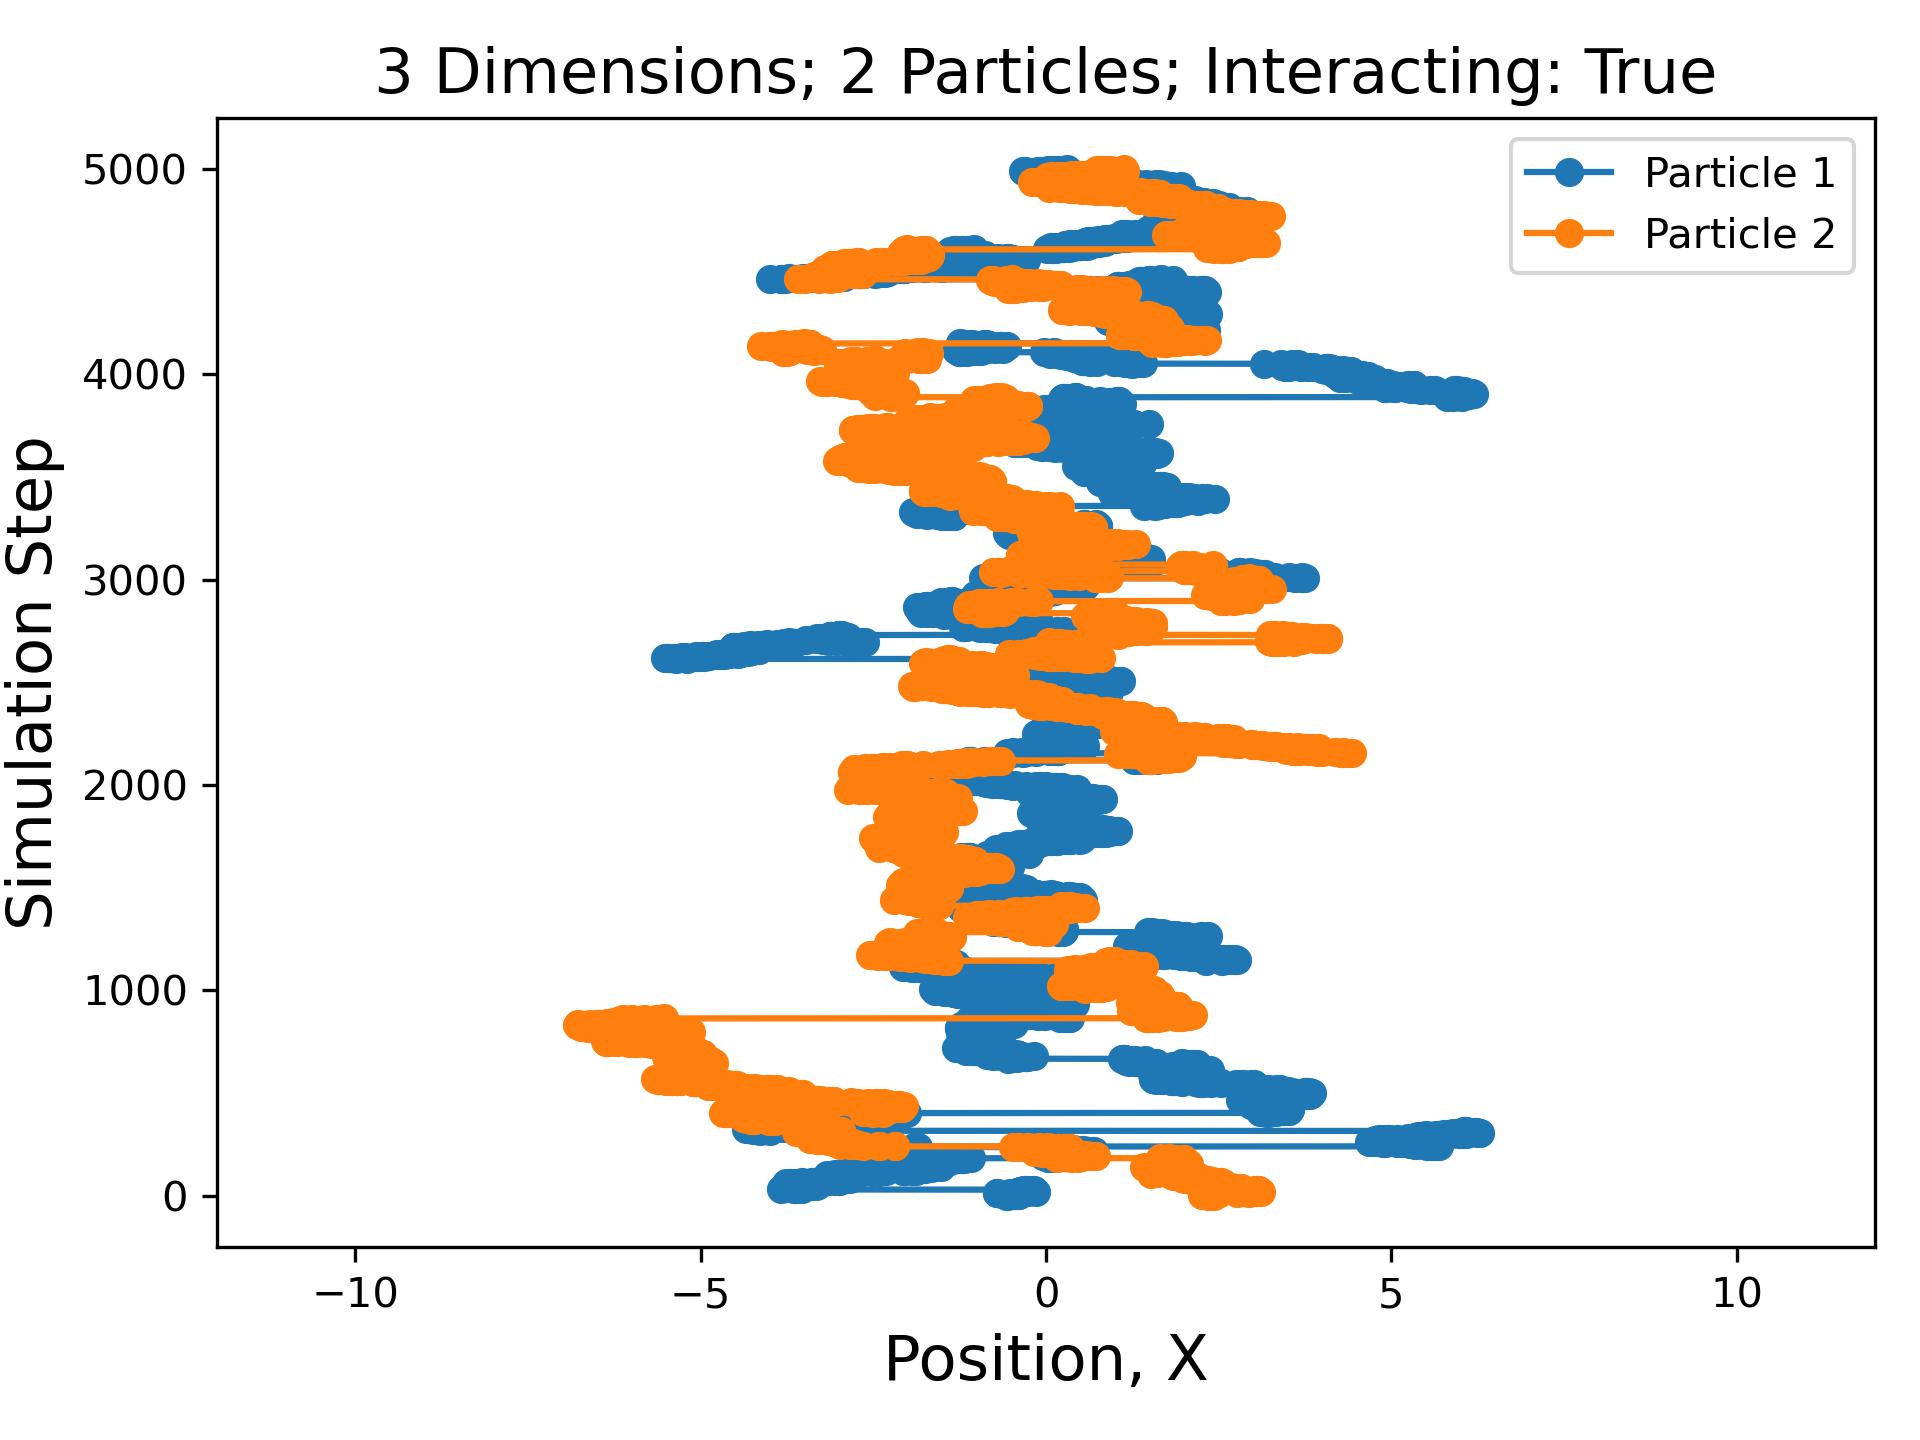 3 Dimensions; 2 Particles; Interacting: True
Particle 1
Particle 2
Simulation Step
5000
4000
3000
2000
1000
0
−10
−5
0
5
10
Position, X